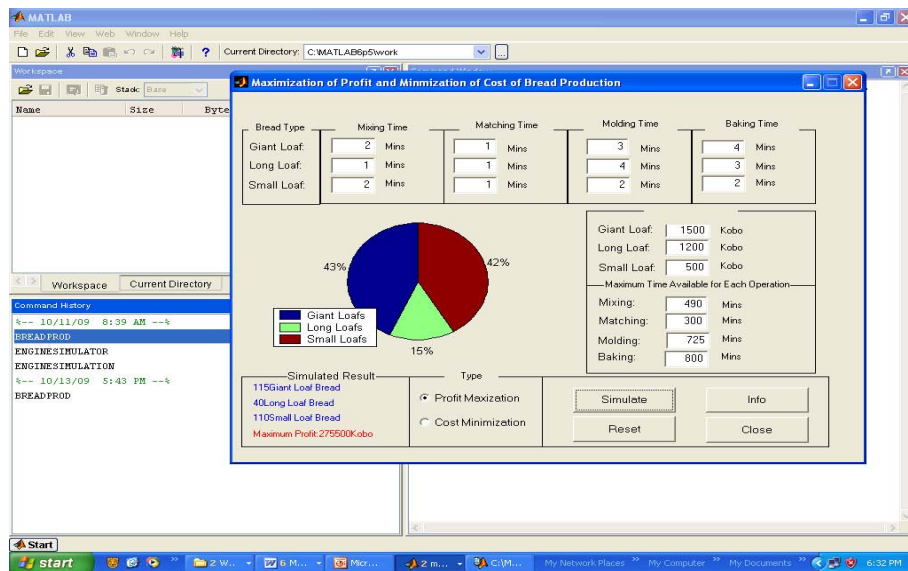 MATLAB
File Edit View Web Window Help
? Current Directory: C:\MATLAB6p5\work ...
Workspace
Stack: Base
Name Size Byte
Maximization of Profit and Minmization of Cost of Bread Production
Bread Type Mixing Time Matching Time Molding Time Baking Time
Giant Loaf: 2 Mins 1 Mins 3 Mins 4 Mins
Long Loaf: 1 Mins 1 Mins 4 Mins 3 Mins
Small Loaf: 2 Mins 1 Mins 2 Mins 2 Mins
43%
42%
15%
Giant Loafs
Long Loafs
Small Loafs
Giant Loaf: 1500 Kobo
Long Loaf: 1200 Kobo
Small Loaf: 500 Kobo
Maximum Time Available for Each Operation
Mixing: 490 Mins
Matching: 300 Mins
Molding: 725 Mins
Baking: 800 Mins
Simulated Result
115Giant Loaf Bread
40Long Loaf Bread
110Small Loaf Bread
Maximum Profit:275500Kobo
Type
Profit Maxization
Cost Minimization
Simulate Info
Reset Close
Workspace Current Directory
Command History
%-- 10/11/09 8:39 AM --%
BREADPROD
ENGINESIMULATOR
ENGINESIMULATION
%-- 10/13/09 5:43 PM --%
BREADPROD
Start
start 2 W... 6 M... Micr... 2 m... C:\M... My Network Places » My Computer » My Documents » 6:32 PM